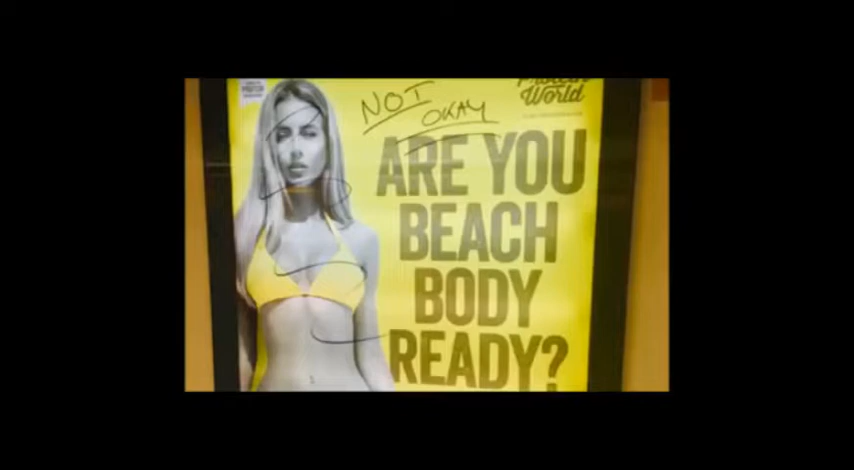 NOT
OKAY
Protein
World
ARE YOU
BEACH
BODY
READY?